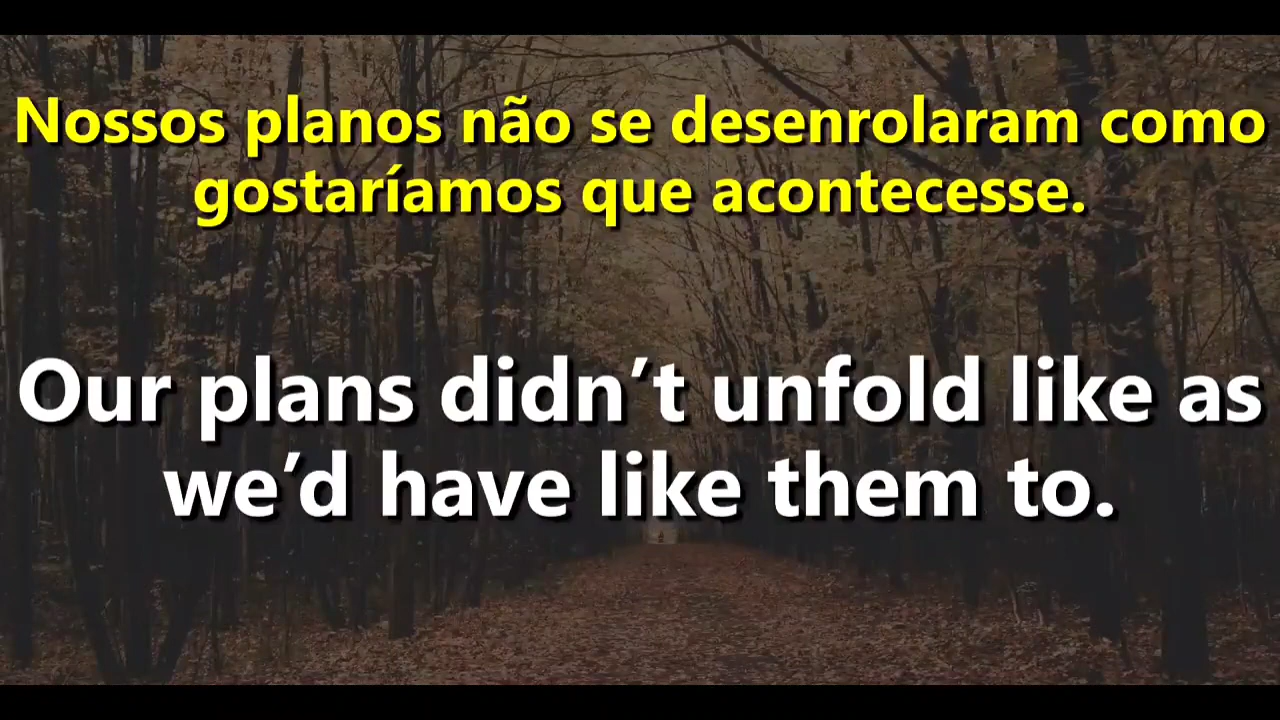 Nossos planos não se desenrolaram como
gostaríamos que acontecesse.
Our plans didn´t unfold like as
we´d have like them to.